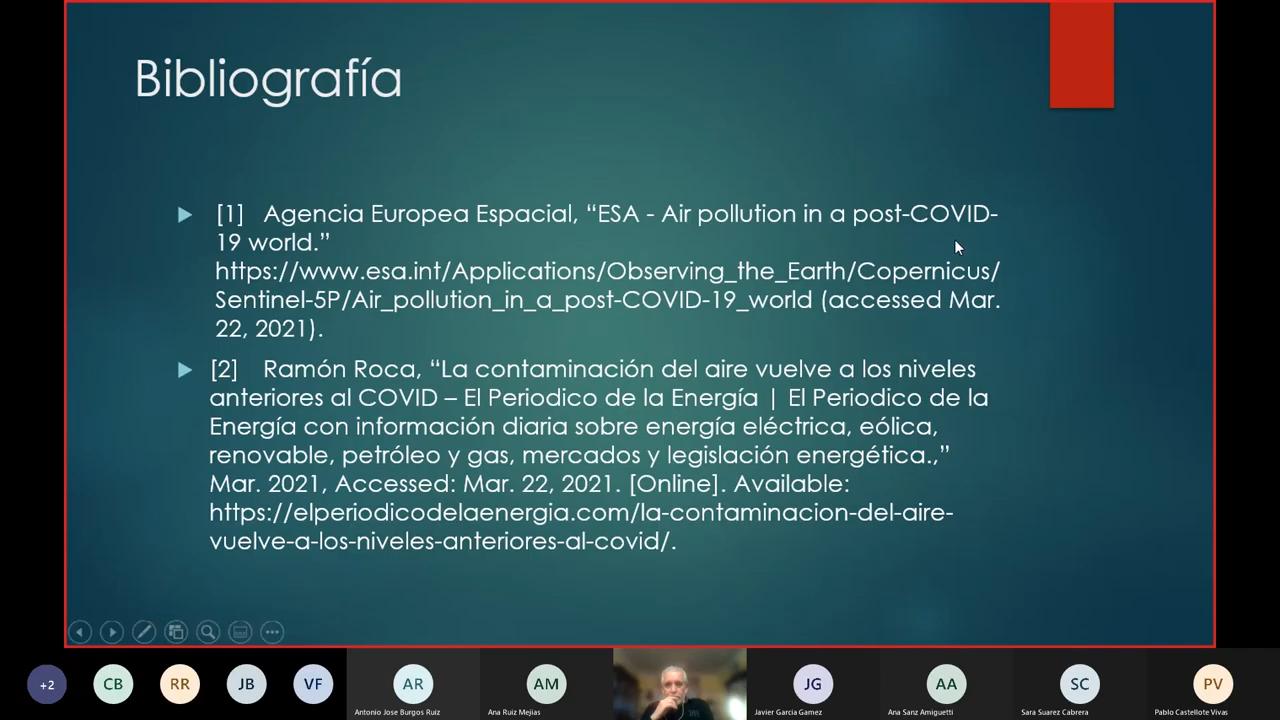 Bibliografía
[1] Agencia Europea Espacial, “ESA - Air pollution in a post-COVID-
19 world.”
https://www.esa.int/Applications/Observing_the_Earth/Copernicus/
Sentinel-5P/Air_pollution_in_a_post-COVID-19_world (accessed Mar.
22, 2021).
[2] Ramón Roca, “La contaminación del aire vuelve a los niveles
anteriores al COVID – El Periodico de la Energía | El Periodico de la
Energía con información diaria sobre energía eléctrica, eólica,
renovable, petróleo y gas, mercados y legislación energética.,”
Mar. 2021, Accessed: Mar. 22, 2021. [Online]. Available:
https://elperiodicodelaenergia.com/la-contaminacion-del-aire-
vuelve-a-los-niveles-anteriores-al-covid/.
+2 CB RR JB VF AR AM JG AA SC PV
Antonio Jose Burgos Ruiz Ana Ruiz Mejias Javier Garcia Gamez Ana Sanz Amiguetti Sara Suarez Cabrera Pablo Castellote Vivas